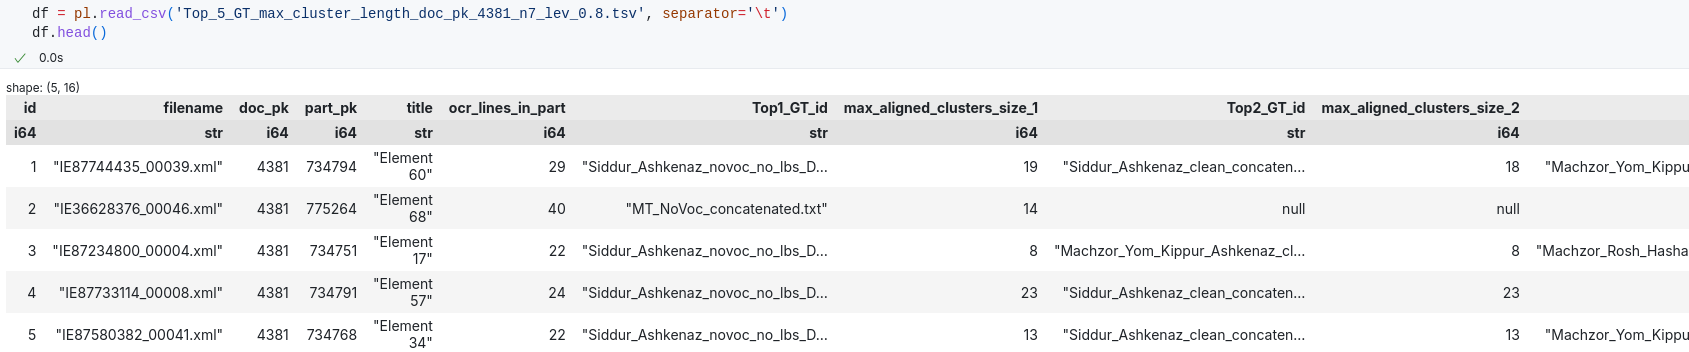 df = pl.read_csv('Top_5_GT_max_cluster_length_doc_pk_4381_n7_lev_0.8.tsv', separator='\t')
df.head()
✓ 0.0s
shape: (5, 16)
id filename doc_pk part_pk title ocr_lines_in_part Top1_GT_id max_aligned_clusters_size_1 Top2_GT_id max_aligned_clusters_size_2
i64 str i64 i64 str i64 str i64 str i64
1 "IE87744435_00039.xml" 4381 734794 "Element 60" 29 "Siddur_Ashkenaz_novoc_no_lbs_D… 19 "Siddur_Ashkenaz_clean_concaten… 18 "Machzor_Yom_Kippu
2 "IE36628376_00046.xml" 4381 775264 "Element 68" 40 "MT_NoVoc_concatenated.txt" 14 null null
3 "IE87234800_00004.xml" 4381 734751 "Element 17" 22 "Siddur_Ashkenaz_novoc_no_lbs_D… 8 "Machzor_Yom_Kippur_Ashkenaz_cl… 8 "Machzor_Rosh_Hasha
4 "IE87733114_00008.xml" 4381 734791 "Element 57" 24 "Siddur_Ashkenaz_novoc_no_lbs_D… 23 "Siddur_Ashkenaz_clean_concaten… 23
5 "IE87580382_00041.xml" 4381 734768 "Element 34" 22 "Siddur_Ashkenaz_novoc_no_lbs_D… 13 "Siddur_Ashkenaz_clean_concaten… 13 "Machzor_Yom_Kippu